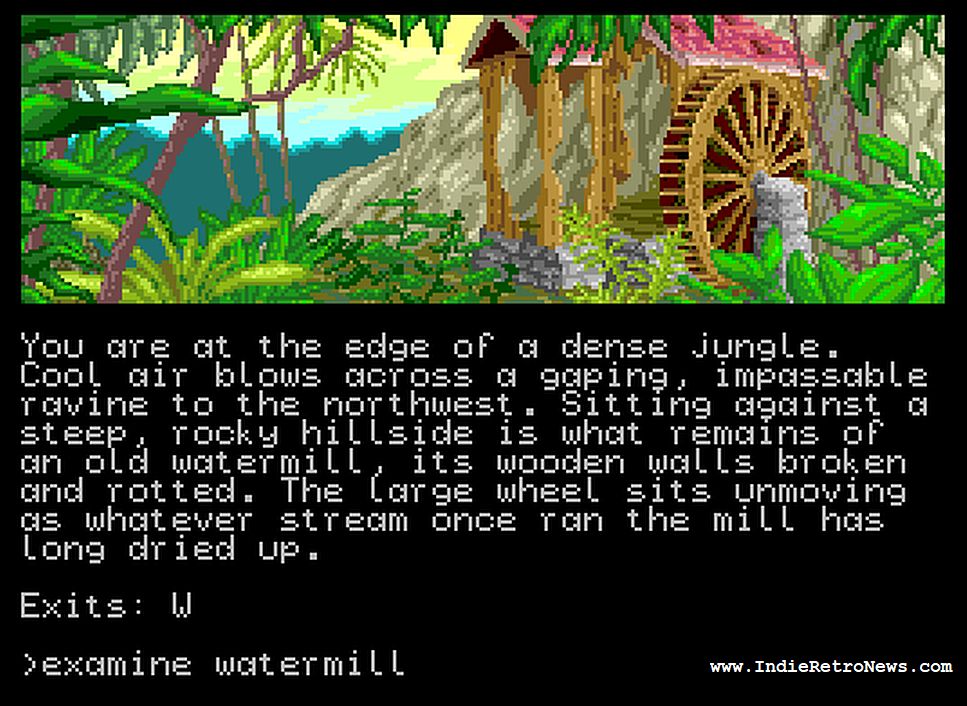 You are at the edge of a dense jungle.
Cool air blows across a gaping, impassable
ravine to the northwest. Sitting against a
steep, rocky hillside is what remains of
an old watermill, its wooden walls broken
and rotted. The large wheel sits unmoving
as whatever stream once ran the mill has
long dried up.
Exits: W
>examine watermill
www.IndieRetroNews.com